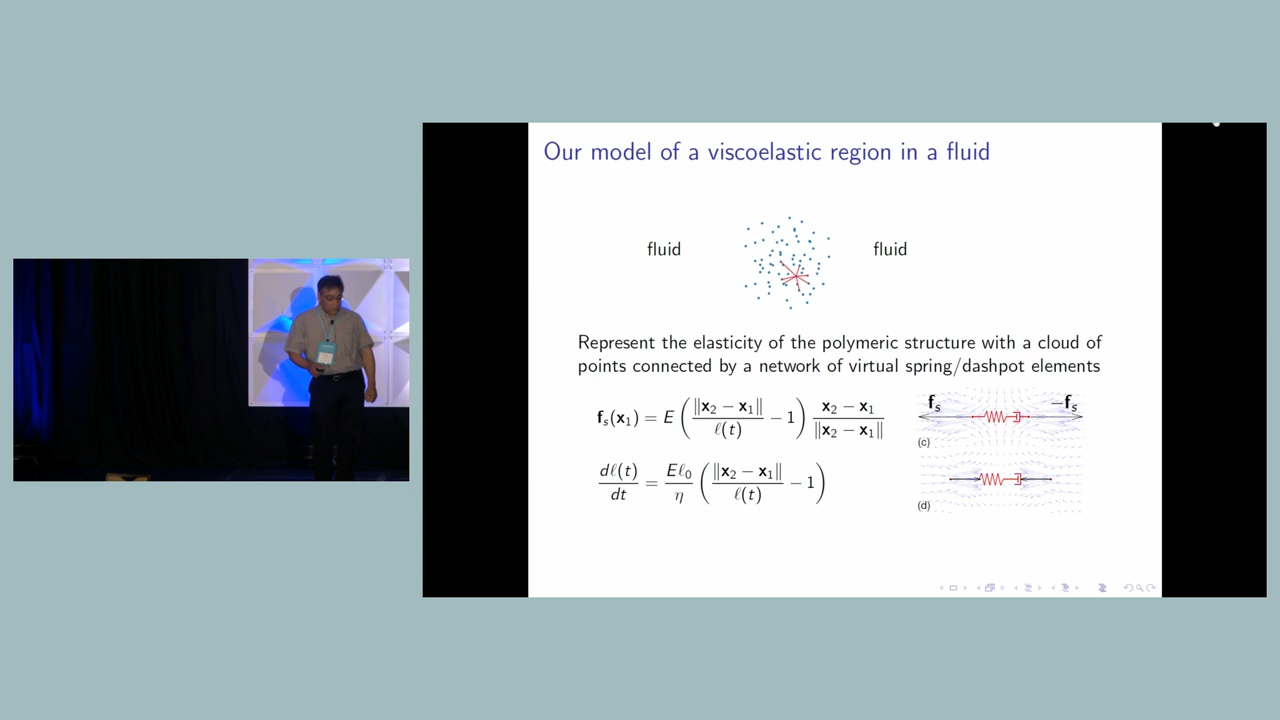 Our model of a viscoelastic region in a fluid
fluid
fluid
Represent the elasticity of the polymeric structure with a cloud of
points connected by a network of virtual spring/dashpot elements
f_s(x_1) = E ( ‖x_2 − x_1‖ / ℓ(t) − 1 ) (x_2 − x_1) / ‖x_2 − x_1‖
f_s
−f_s
(c)
dℓ(t)/dt = Eℓ_0/η ( ‖x_2 − x_1‖ / ℓ(t) − 1 )
(d)